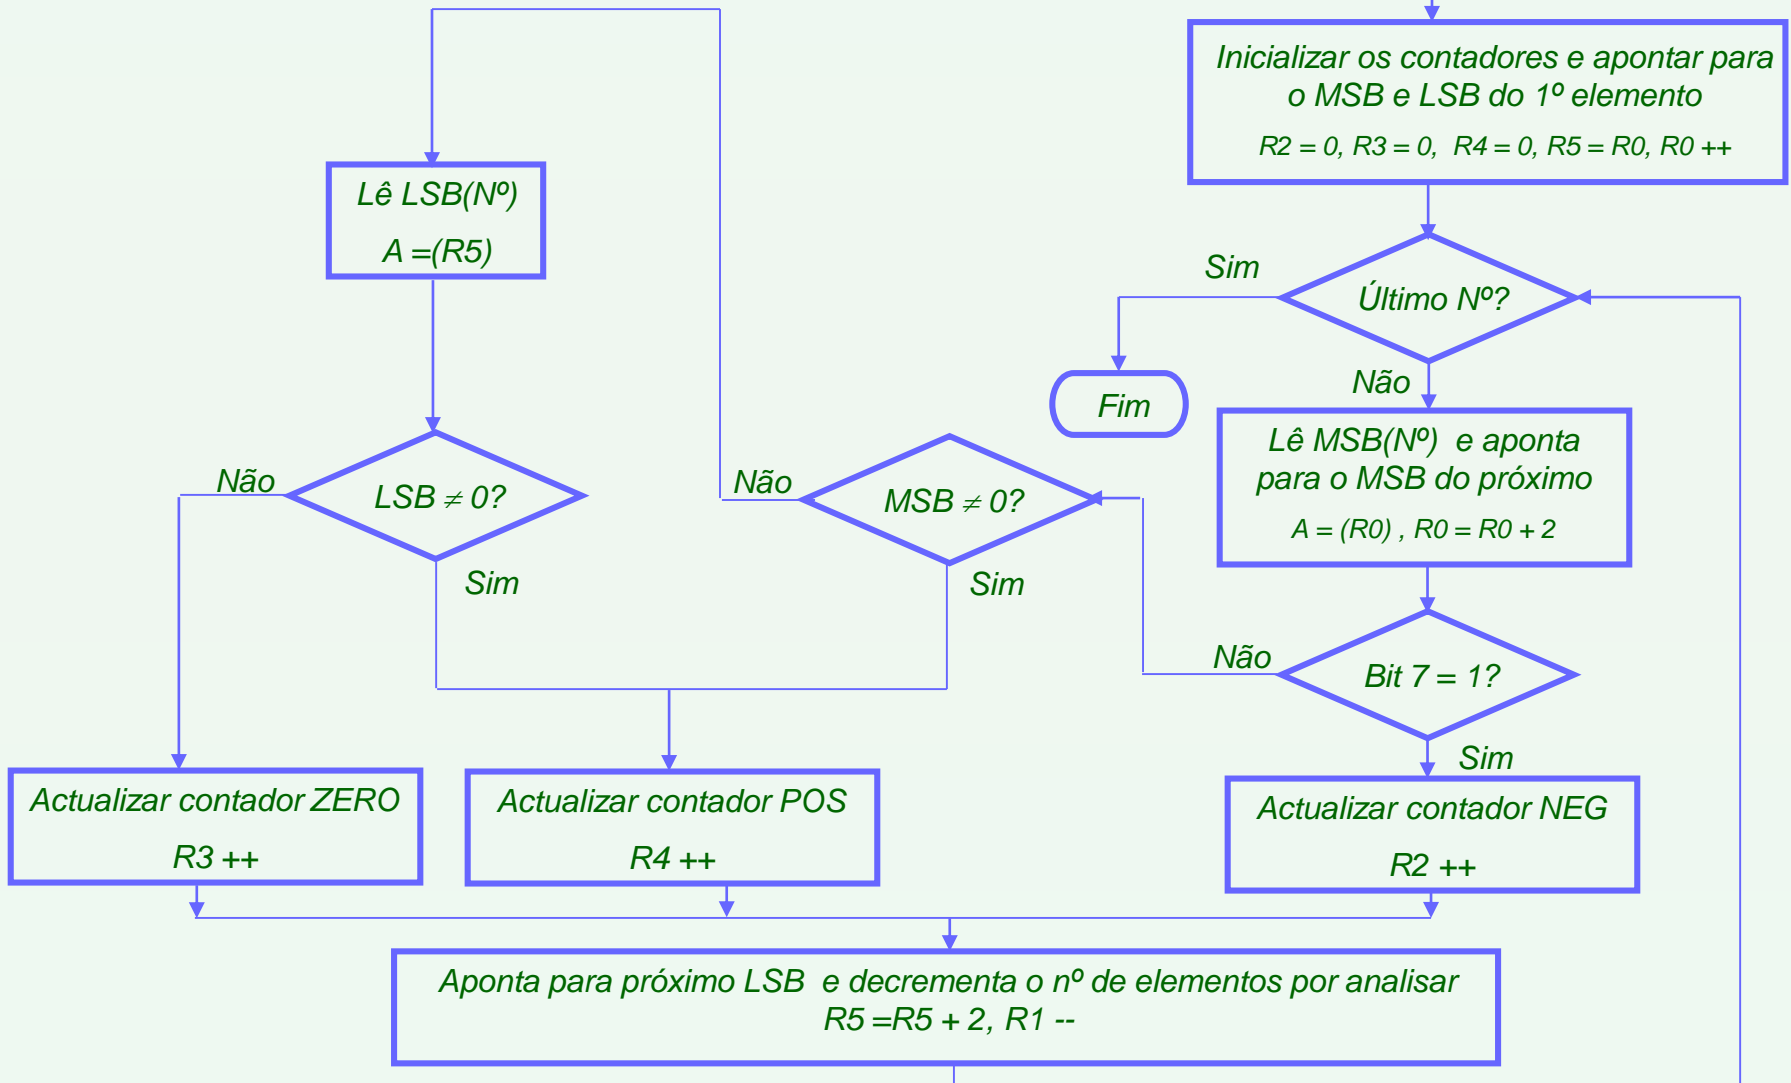 Inicializar os contadores e apontar para
o MSB e LSB do 1º elemento
R2 = 0, R3 = 0, R4 = 0, R5 = R0, R0 ++
Último Nº?
Sim
Fim
Não
Lê MSB(Nº) e aponta
para o MSB do próximo
A = (R0) , R0 = R0 + 2
Bit 7 = 1?
Não
Sim
Actualizar contador NEG
R2 ++
MSB ≠ 0?
Não
Sim
Lê LSB(Nº)
A =(R5)
LSB ≠ 0?
Não
Sim
Actualizar contador ZERO
R3 ++
Actualizar contador POS
R4 ++
Aponta para próximo LSB e decrementa o nº de elementos por analisar
R5 =R5 + 2, R1 --